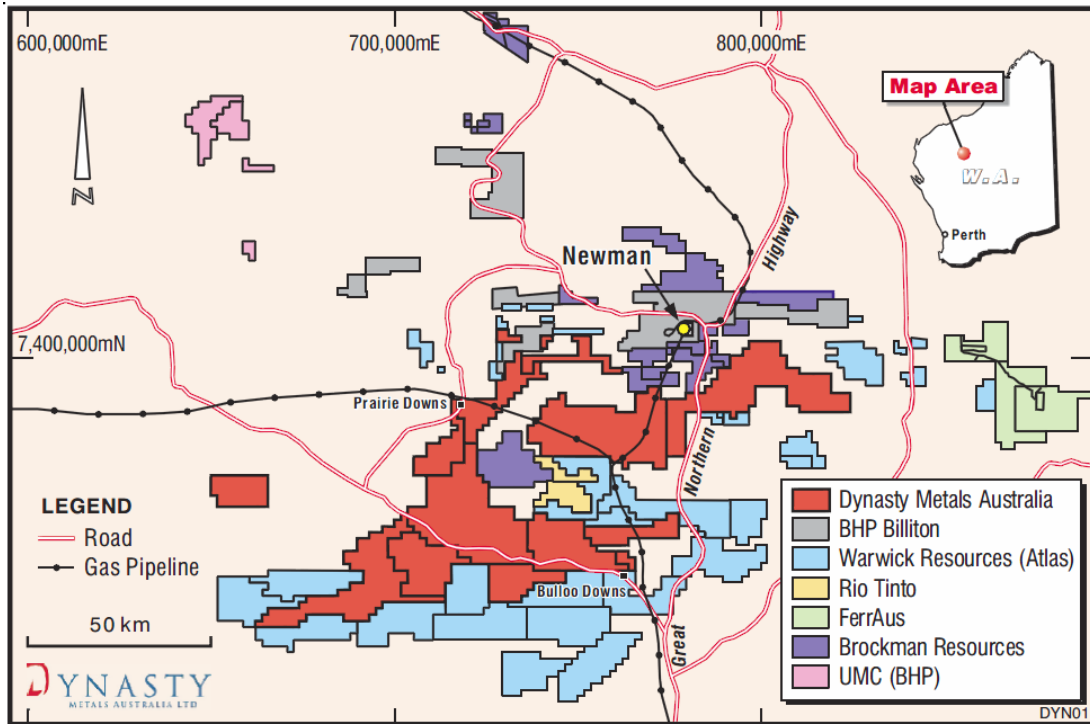 600,000mE
700,000mE
800,000mE
Map Area
W.A.
Perth
N
Highway
Newman
7,400,000mN
Prairie Downs
Northern
LEGEND
Road
Gas Pipeline
50 km
Bulloo Downs
Great
Dynasty Metals Australia
BHP Billiton
Warwick Resources (Atlas)
Rio Tinto
FerrAus
Brockman Resources
UMC (BHP)
DYNASTY
METALS AUSTRALIA LTD
DYN01